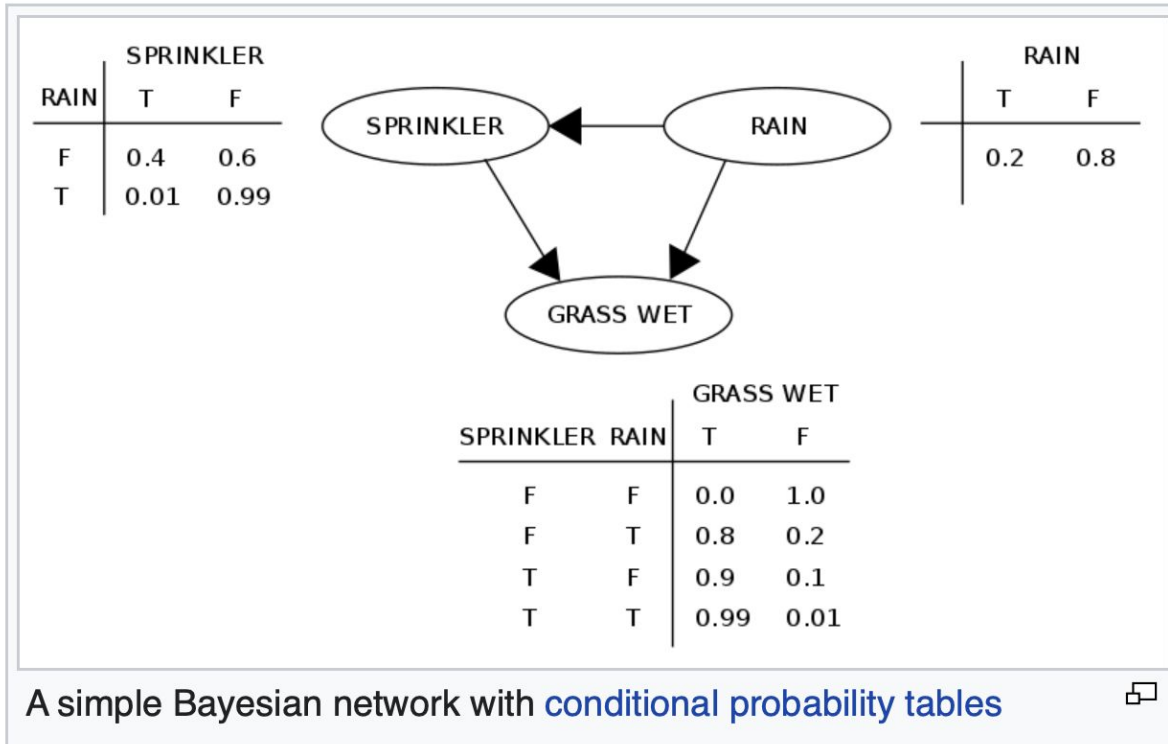 SPRINKLER
RAIN T F
F 0.4 0.6
T 0.01 0.99
SPRINKLER
RAIN
RAIN
T F
0.2 0.8
GRASS WET
GRASS WET
SPRINKLER RAIN T F
F F 0.0 1.0
F T 0.8 0.2
T F 0.9 0.1
T T 0.99 0.01
A simple Bayesian network with conditional probability tables